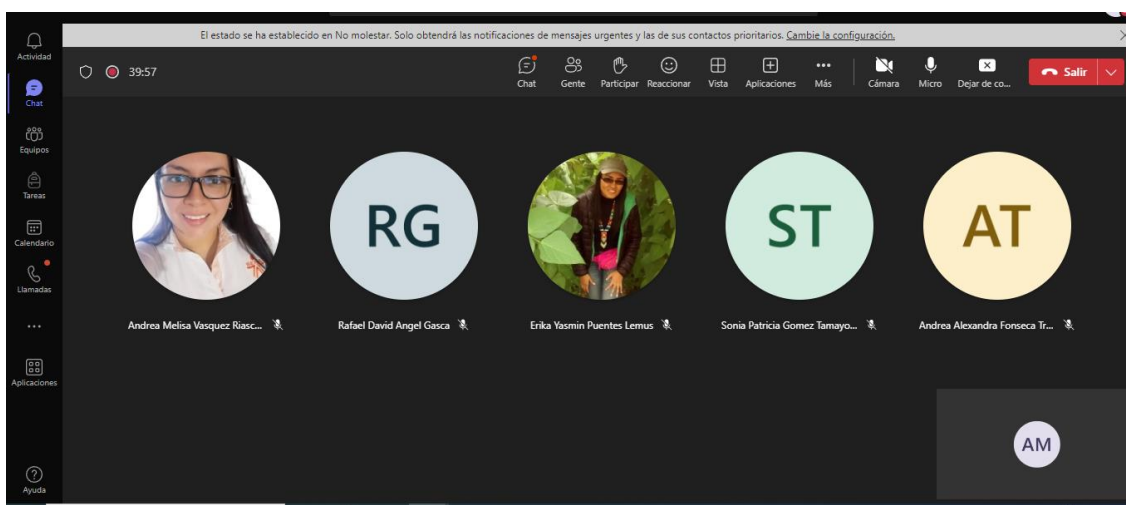 El estado se ha establecido en No molestar. Solo obtendrá las notificaciones de mensajes urgentes y las de sus contactos prioritarios. Cambie la configuración.
Actividad
Chat
Equipos
Tareas
Calendario
Llamadas
Aplicaciones
Ayuda
39:57
Chat Gente Participar Reaccionar Vista Aplicaciones Más Cámara Micro Dejar de co... Salir
RG ST AT
Andrea Melisa Vasquez Riasc... Rafael David Angel Gasca Erika Yasmin Puentes Lemus Sonia Patricia Gomez Tamayo... Andrea Alexandra Fonseca Tr...
AM